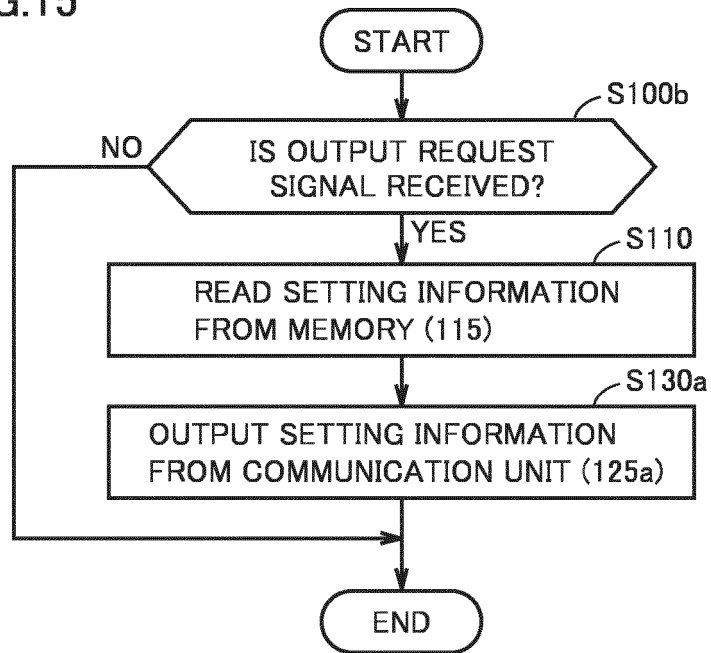 G.15
START
S100b
NO
IS OUTPUT REQUEST
SIGNAL RECEIVED?
YES
S110
READ SETTING INFORMATION
FROM MEMORY (115)
S130a
OUTPUT SETTING INFORMATION
FROM COMMUNICATION UNIT (125a)
END